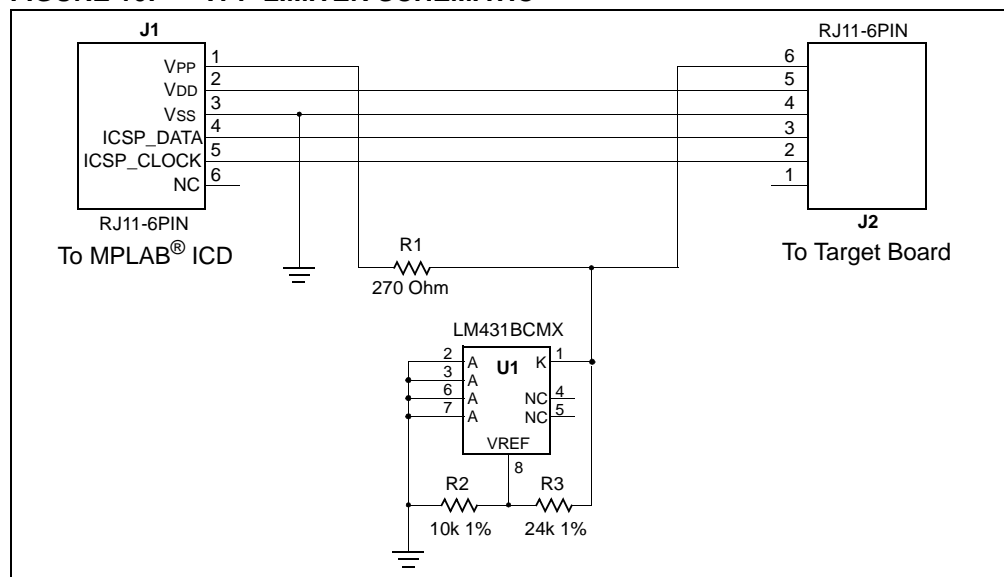 J1
RJ11-6PIN
VPP 1
VDD 2
VSS 3
ICSP_DATA 4
ICSP_CLOCK 5
NC 6
RJ11-6PIN
To MPLAB® ICD
6
5
4
3
2
1
J2
To Target Board
R1
270 Ohm
LM431BCMX
2 A U1 K 1
3 A
6 A NC 4
7 A NC 5
VREF
8
R2 R3
10k 1% 24k 1%